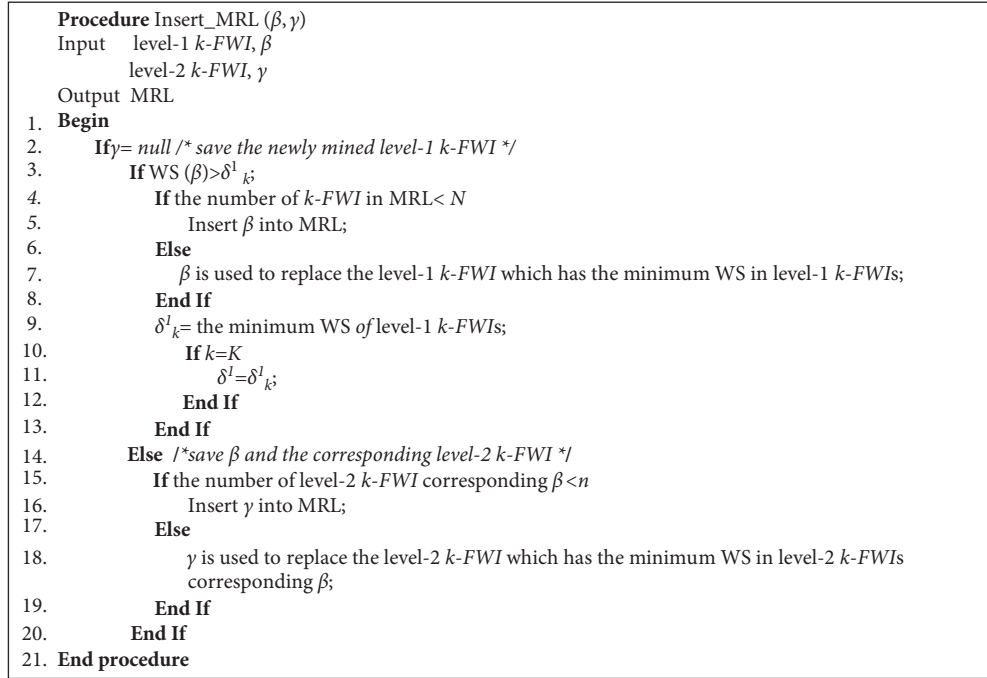 Procedure Insert_MRL (β, γ)
Input level-1 k-FWI, β
level-2 k-FWI, γ
Output MRL
1. Begin
2. Ifγ= null /* save the newly mined level-1 k-FWI */
3. If WS (β)>δ¹ₖ;
4. If the number of k-FWI in MRL< N
5. Insert β into MRL;
6. Else
7. β is used to replace the level-1 k-FWI which has the minimum WS in level-1 k-FWIs;
8. End If
9. δ¹ₖ= the minimum WS of level-1 k-FWIs;
10. If k=K
11. δ¹=δ¹ₖ;
12. End If
13. End If
14. Else /*save β and the corresponding level-2 k-FWI */
15. If the number of level-2 k-FWI corresponding β<n
16. Insert γ into MRL;
17. Else
18. γ is used to replace the level-2 k-FWI which has the minimum WS in level-2 k-FWIs
corresponding β;
19. End If
20. End If
21. End procedure